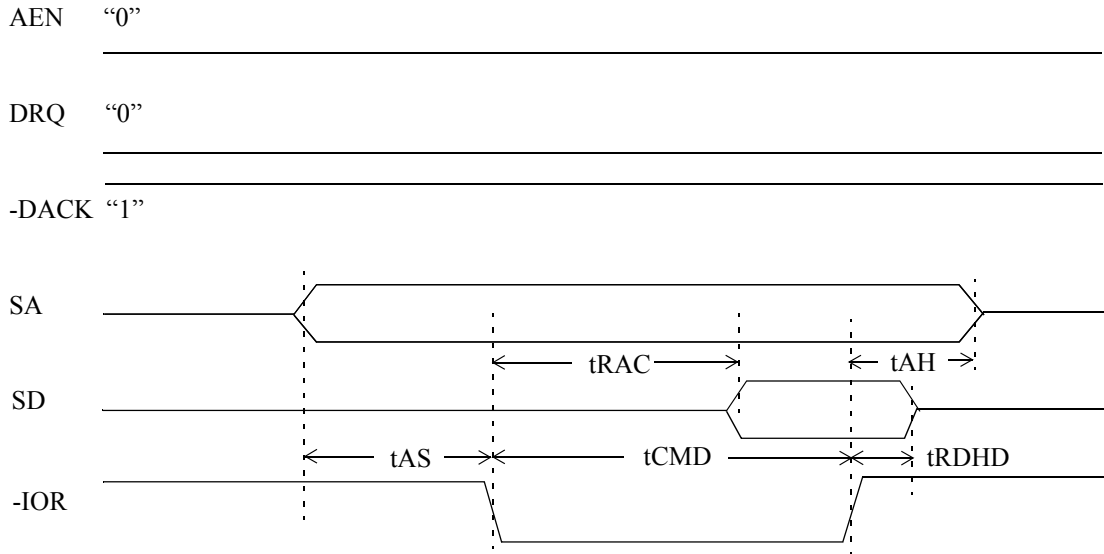 AEN “0”
DRQ “0”
-DACK “1”
SA
tRAC
tAH
SD
tAS
tCMD
tRDHD
-IOR